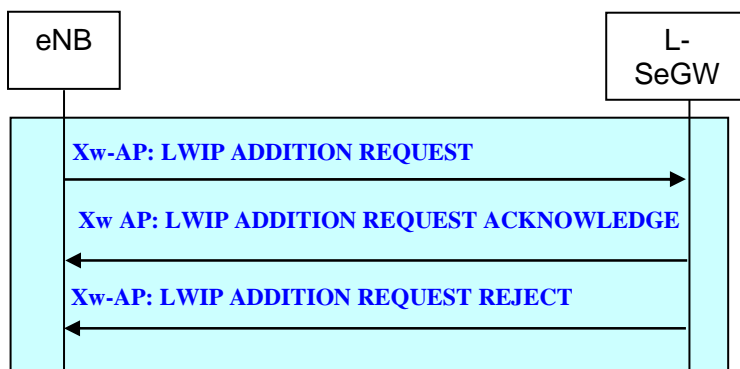 eNB
L-
SeGW
Xw-AP: LWIP ADDITION REQUEST
Xw AP: LWIP ADDITION REQUEST ACKNOWLEDGE
Xw-AP: LWIP ADDITION REQUEST REJECT